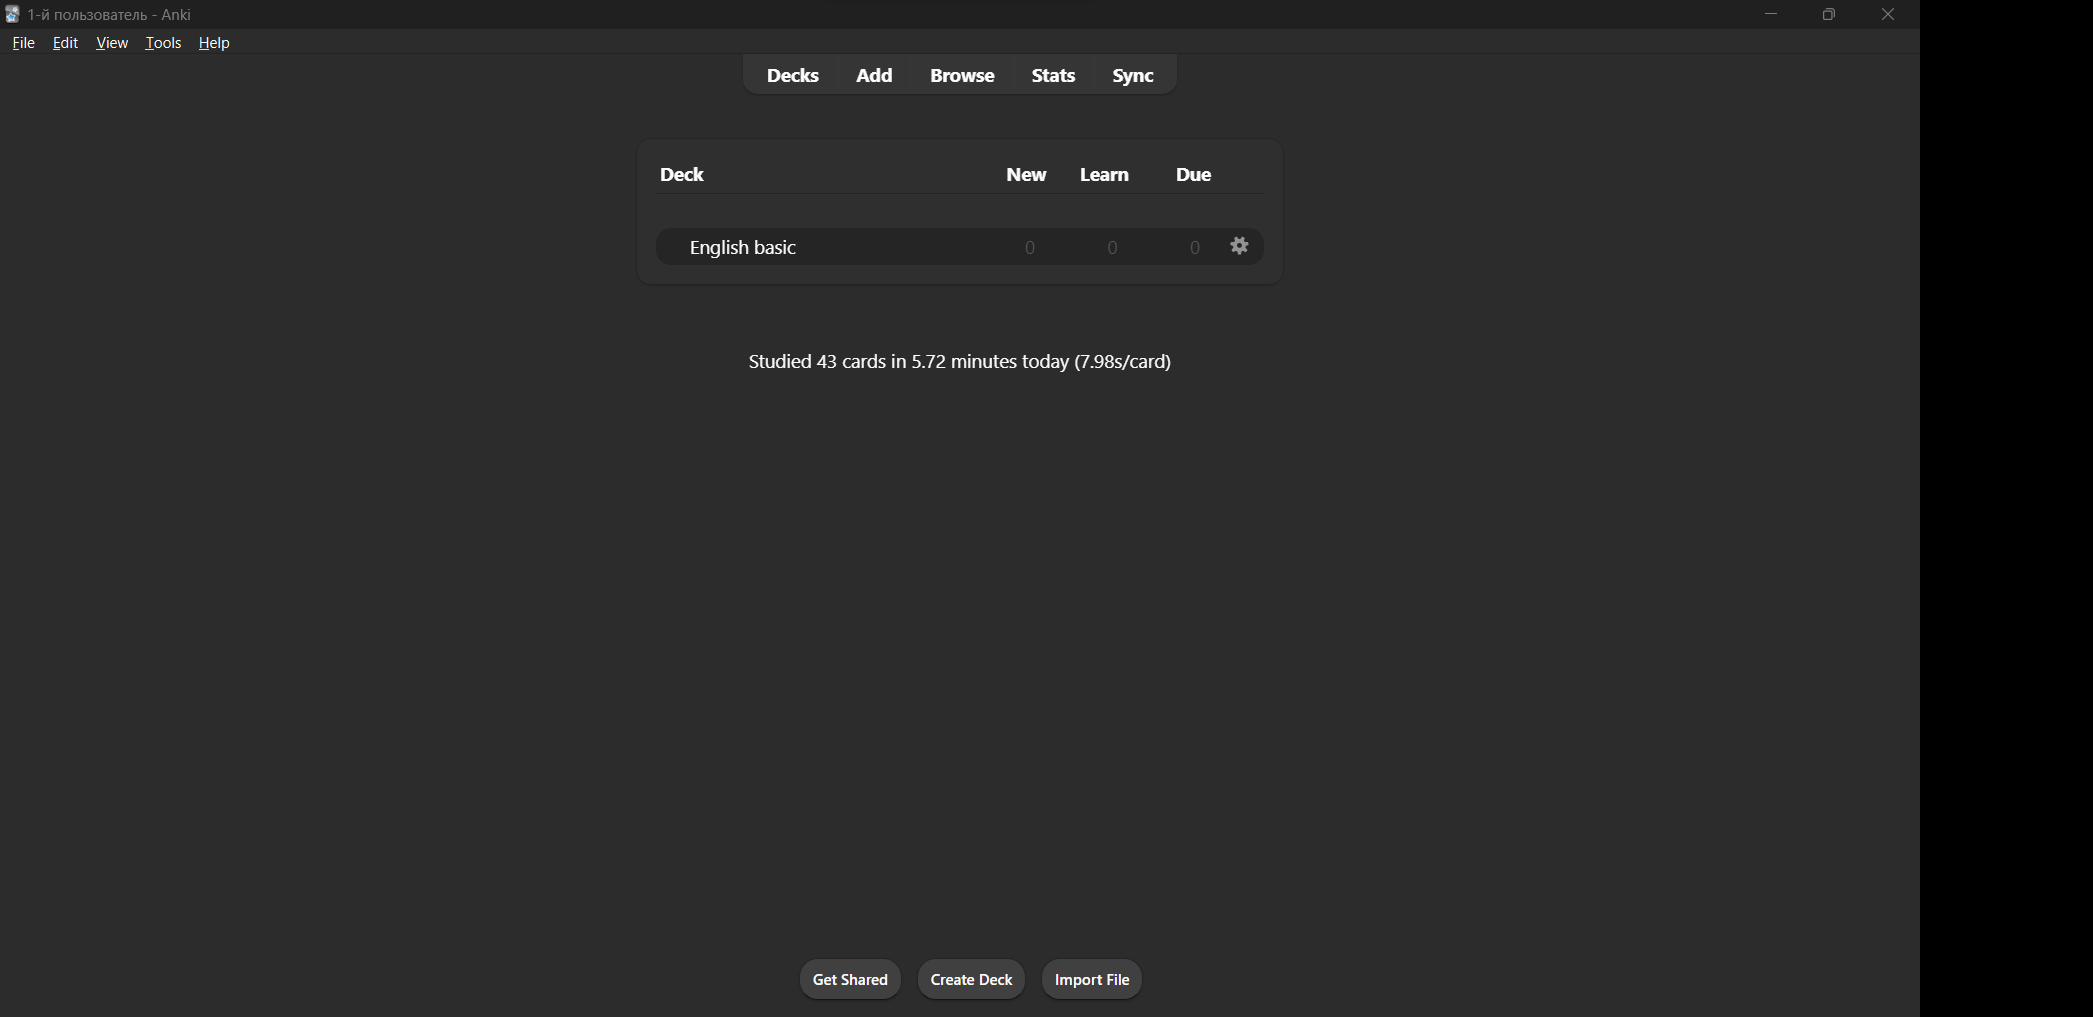 1-й пользователь - Anki
File Edit View Tools Help
Decks Add Browse Stats Sync
Deck New Learn Due
English basic 0 0 0
Studied 43 cards in 5.72 minutes today (7.98s/card)
Get Shared Create Deck Import File